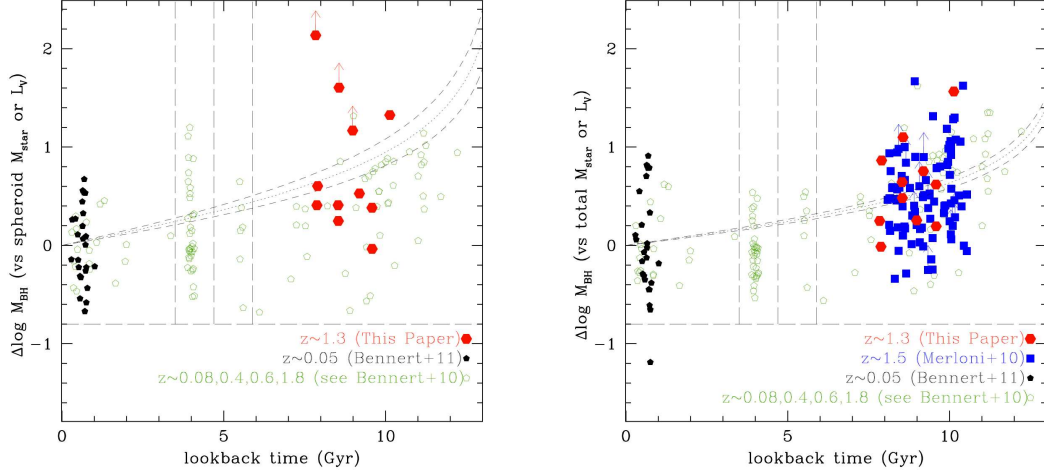 Δlog M_BH (vs spheroid M_star or L_V)
2
1
0
−1
z~1.3 (This Paper)
z~0.05 (Bennert+11)
z~0.08,0.4,0.6,1.8 (see Bennert+10)
0 5 10
lookback time (Gyr)
Δlog M_BH (vs total M_star or L_V)
2
1
0
−1
z~1.3 (This Paper)
z~1.5 (Merloni+10)
z~0.05 (Bennert+11)
z~0.08,0.4,0.6,1.8 (see Bennert+10)
0 5 10
lookback time (Gyr)